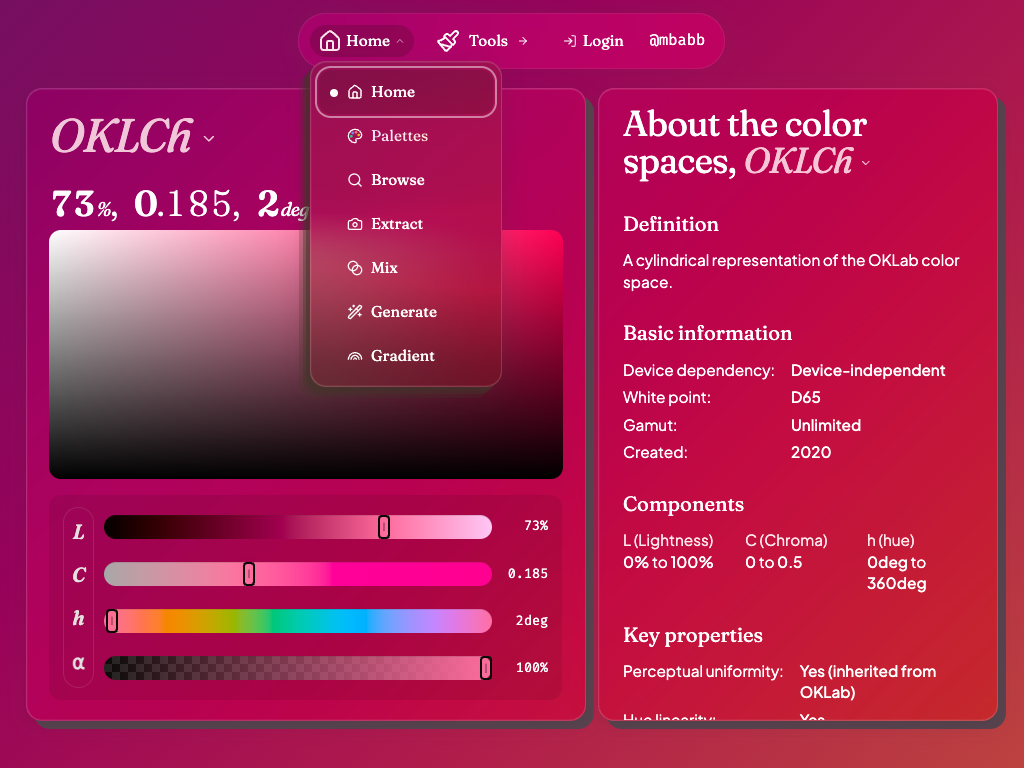 Home
Tools
Login
@mbabb
Home
Palettes
Browse
Extract
Mix
Generate
Gradient
OKLCh
73%, 0.185, 2deg
L
73%
C
0.185
h
2deg
α
100%
About the color
spaces, OKLCh
Definition
A cylindrical representation of the OKLab color
space.
Basic information
Device dependency: Device-independent
White point: D65
Gamut: Unlimited
Created: 2020
Components
L (Lightness) C (Chroma) h (hue)
0% to 100% 0 to 0.5 0deg to
360deg
Key properties
Perceptual uniformity: Yes (inherited from
OKLab)
Hue linearity: Yes